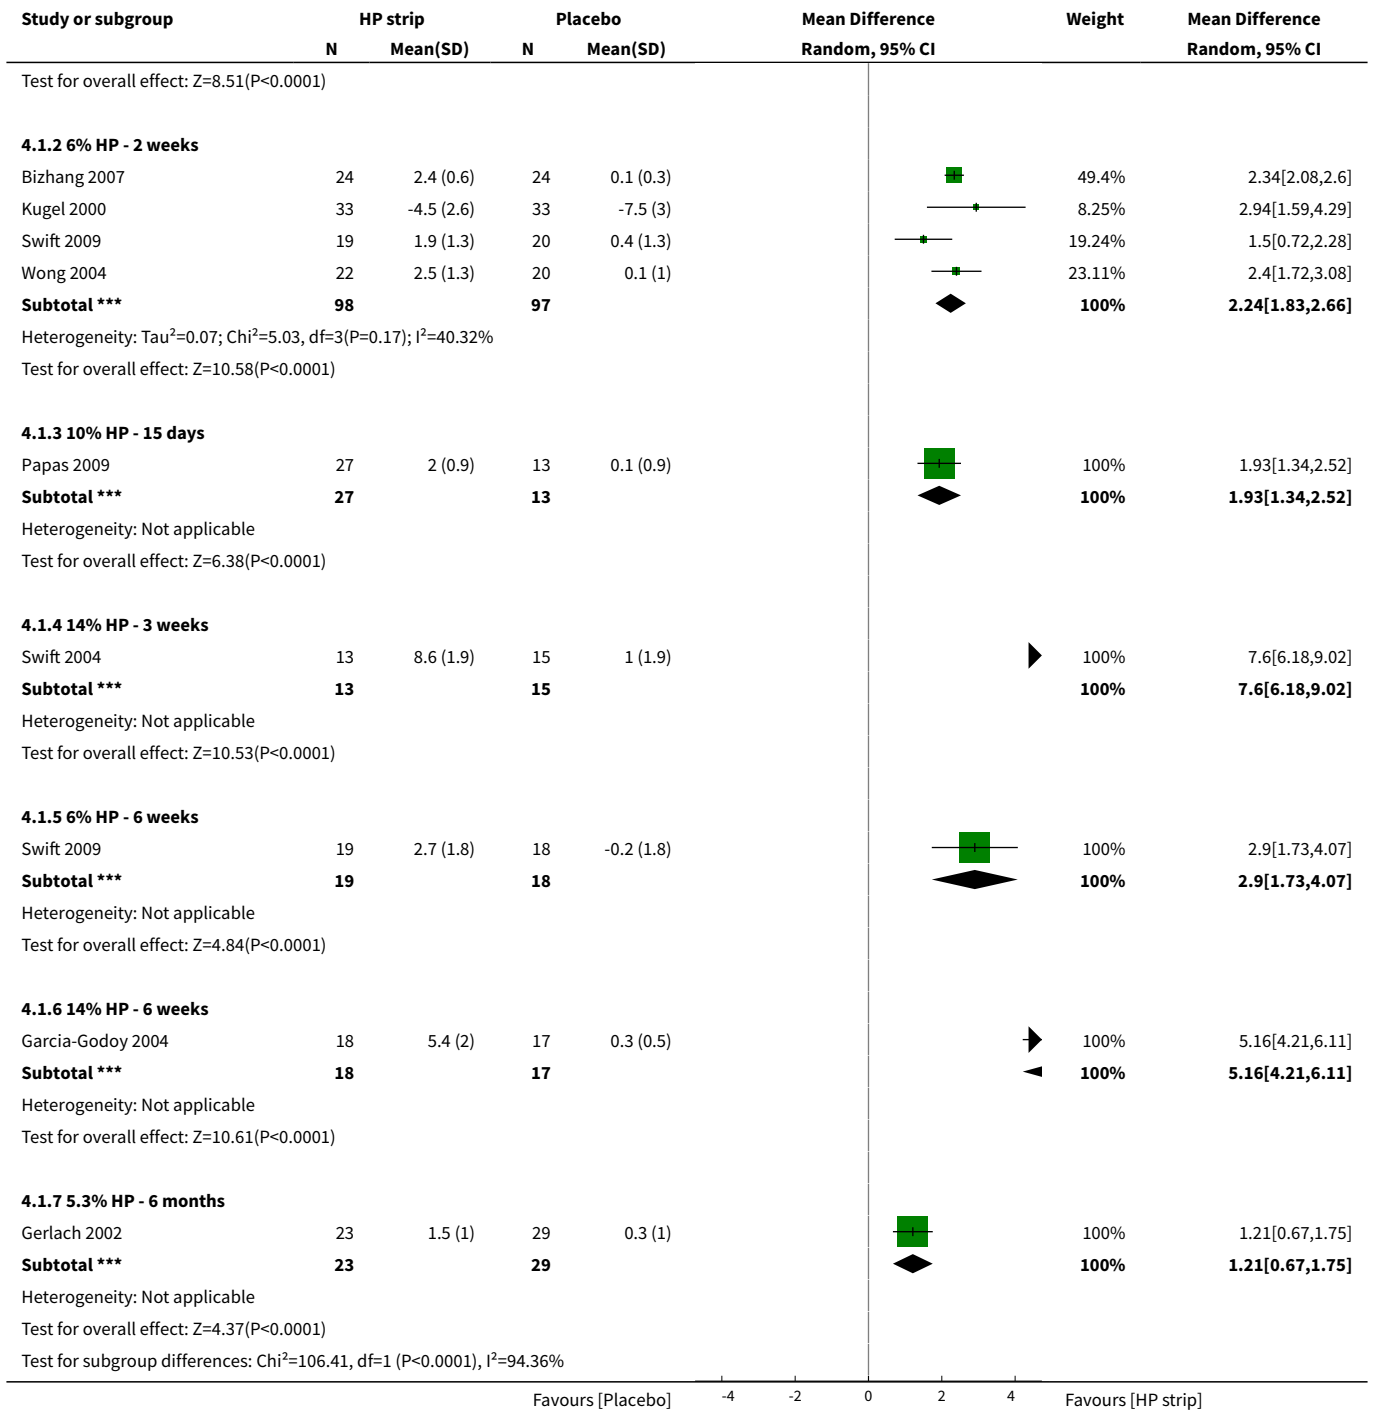 Study or subgroup HP strip Placebo Mean Difference Weight Mean Difference
N Mean(SD) N Mean(SD) Random, 95% CI Random, 95% CI
Test for overall effect: Z=8.51(P<0.0001)
4.1.2 6% HP - 2 weeks
Bizhang 2007 24 2.4 (0.6) 24 0.1 (0.3) 49.4% 2.34[2.08,2.6]
Kugel 2000 33 -4.5 (2.6) 33 -7.5 (3) 8.25% 2.94[1.59,4.29]
Swift 2009 19 1.9 (1.3) 20 0.4 (1.3) 19.24% 1.5[0.72,2.28]
Wong 2004 22 2.5 (1.3) 20 0.1 (1) 23.11% 2.4[1.72,3.08]
Subtotal *** 98 97 100% 2.24[1.83,2.66]
Heterogeneity: Tau²=0.07; Chi²=5.03, df=3(P=0.17); I²=40.32%
Test for overall effect: Z=10.58(P<0.0001)
4.1.3 10% HP - 15 days
Papas 2009 27 2 (0.9) 13 0.1 (0.9) 100% 1.93[1.34,2.52]
Subtotal *** 27 13 100% 1.93[1.34,2.52]
Heterogeneity: Not applicable
Test for overall effect: Z=6.38(P<0.0001)
4.1.4 14% HP - 3 weeks
Swift 2004 13 8.6 (1.9) 15 1 (1.9) 100% 7.6[6.18,9.02]
Subtotal *** 13 15 100% 7.6[6.18,9.02]
Heterogeneity: Not applicable
Test for overall effect: Z=10.53(P<0.0001)
4.1.5 6% HP - 6 weeks
Swift 2009 19 2.7 (1.8) 18 -0.2 (1.8) 100% 2.9[1.73,4.07]
Subtotal *** 19 18 100% 2.9[1.73,4.07]
Heterogeneity: Not applicable
Test for overall effect: Z=4.84(P<0.0001)
4.1.6 14% HP - 6 weeks
Garcia-Godoy 2004 18 5.4 (2) 17 0.3 (0.5) 100% 5.16[4.21,6.11]
Subtotal *** 18 17 100% 5.16[4.21,6.11]
Heterogeneity: Not applicable
Test for overall effect: Z=10.61(P<0.0001)
4.1.7 5.3% HP - 6 months
Gerlach 2002 23 1.5 (1) 29 0.3 (1) 100% 1.21[0.67,1.75]
Subtotal *** 23 29 100% 1.21[0.67,1.75]
Heterogeneity: Not applicable
Test for overall effect: Z=4.37(P<0.0001)
Test for subgroup differences: Chi²=106.41, df=1 (P<0.0001), I²=94.36%
Favours [Placebo] -4 -2 0 2 4 Favours [HP strip]